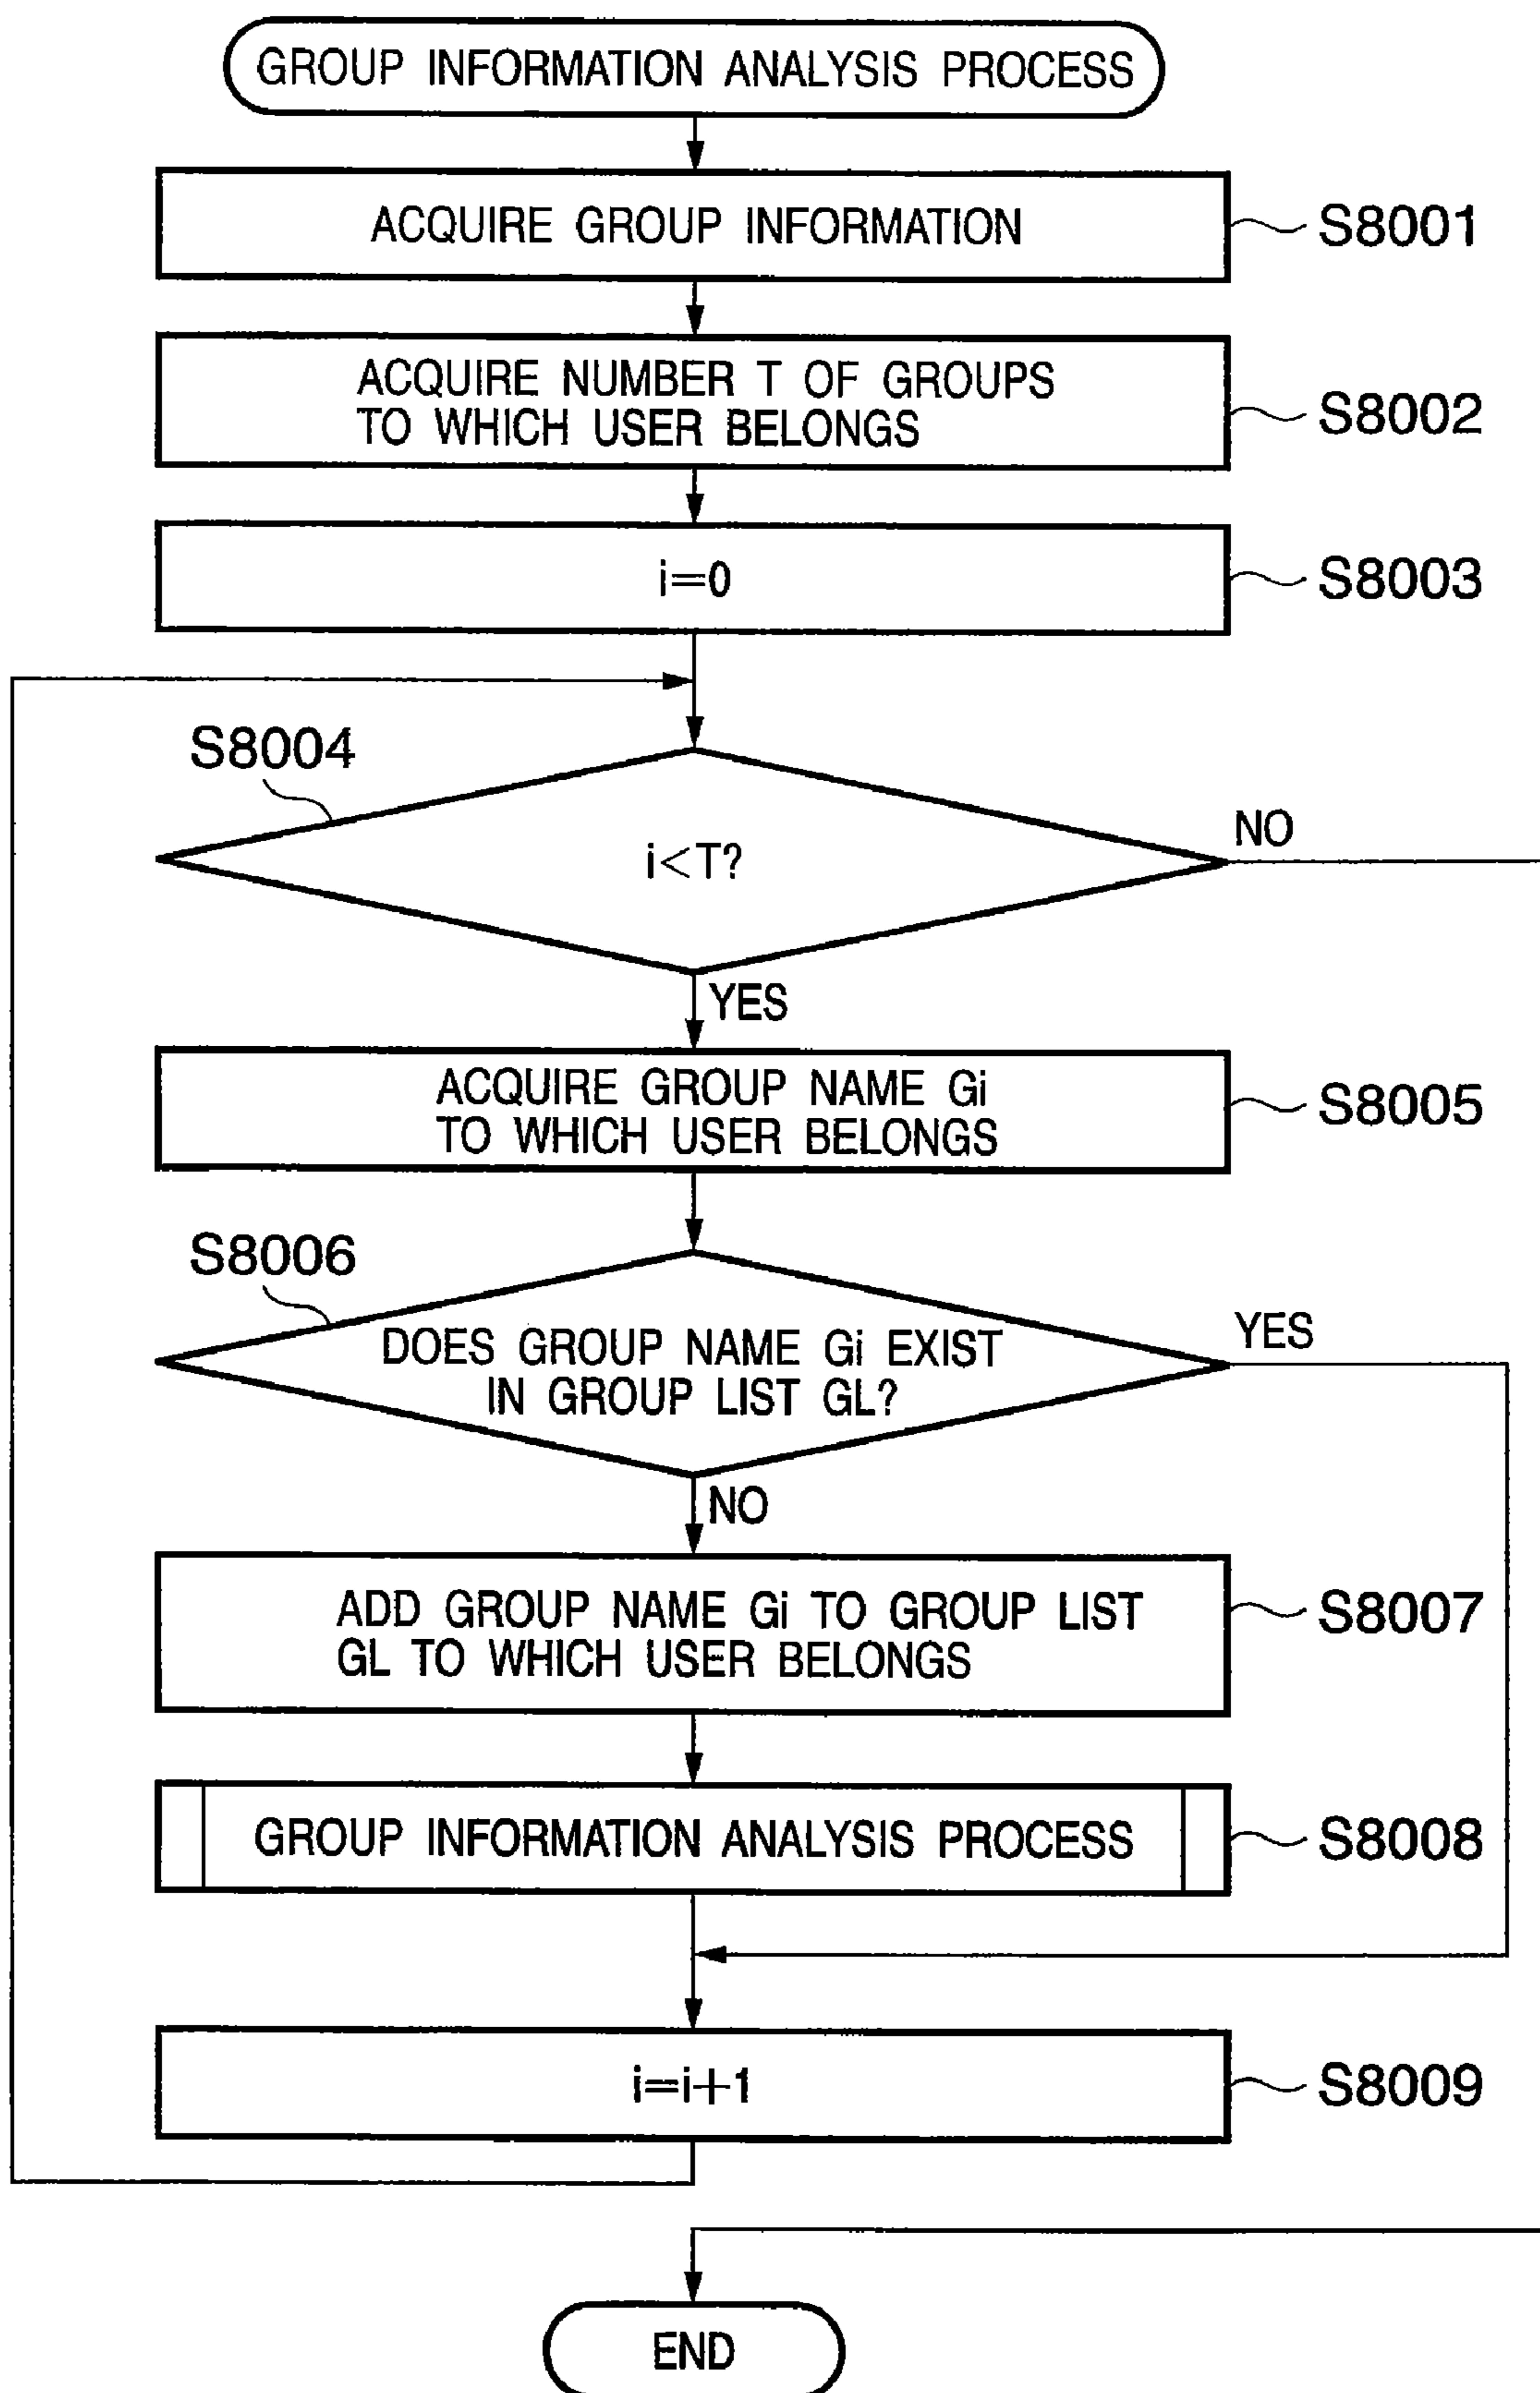 GROUP INFORMATION ANALYSIS PROCESS
ACQUIRE GROUP INFORMATION
S8001
ACQUIRE NUMBER T OF GROUPS
TO WHICH USER BELONGS
S8002
i=0
S8003
S8004
i<T?
NO
YES
ACQUIRE GROUP NAME Gi
TO WHICH USER BELONGS
S8005
S8006
DOES GROUP NAME Gi EXIST
IN GROUP LIST GL?
YES
NO
ADD GROUP NAME Gi TO GROUP LIST
GL TO WHICH USER BELONGS
S8007
GROUP INFORMATION ANALYSIS PROCESS
S8008
i=i+1
S8009
END